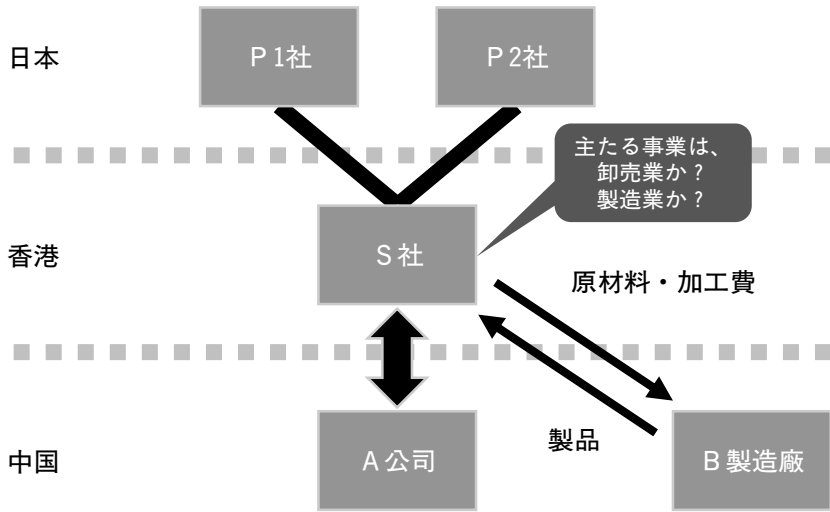 日本
P1社
P2社
主たる事業は、
卸売業か?
製造業か?
香港
S社
原材料・加工費
中国
A公司
製品
B製造廠